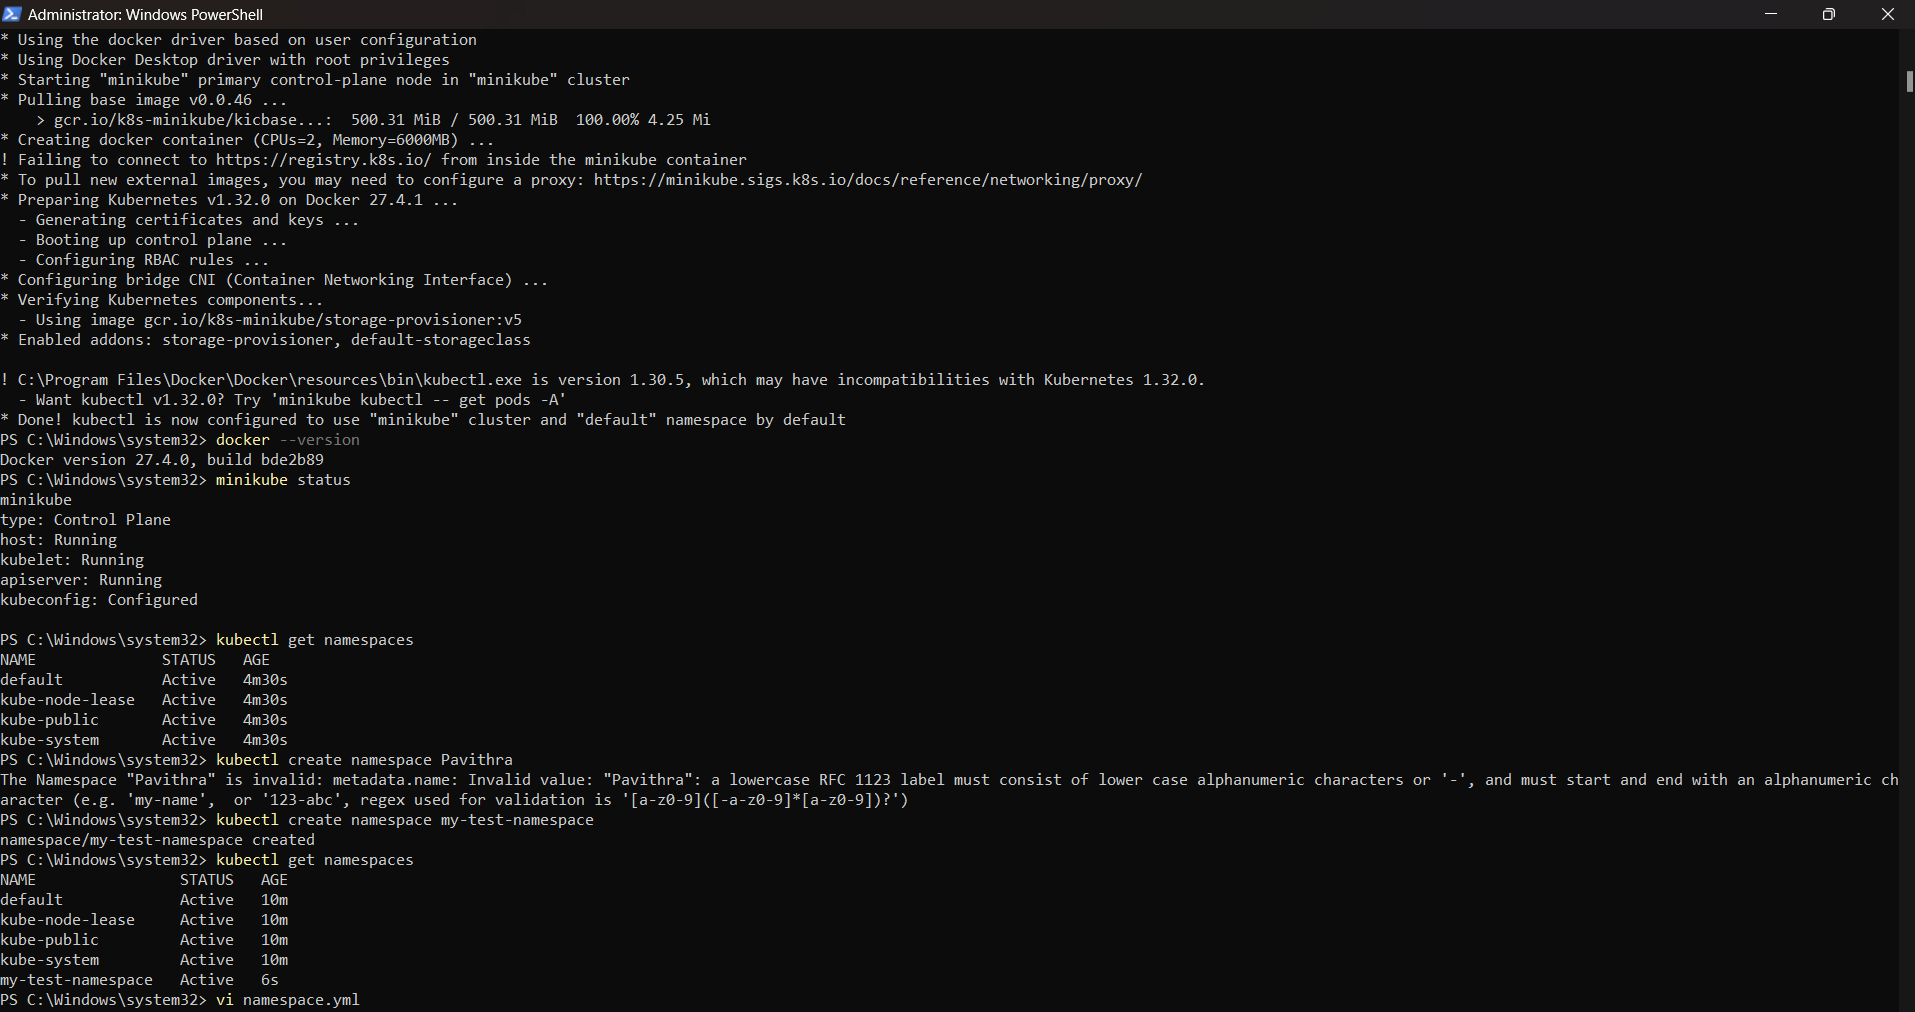 Administrator: Windows PowerShell
* Using the docker driver based on user configuration
* Using Docker Desktop driver with root privileges
* Starting "minikube" primary control-plane node in "minikube" cluster
* Pulling base image v0.0.46 ...
    > gcr.io/k8s-minikube/kicbase...:  500.31 MiB / 500.31 MiB  100.00% 4.25 Mi
* Creating docker container (CPUs=2, Memory=6000MB) ...
! Failing to connect to https://registry.k8s.io/ from inside the minikube container
* To pull new external images, you may need to configure a proxy: https://minikube.sigs.k8s.io/docs/reference/networking/proxy/
* Preparing Kubernetes v1.32.0 on Docker 27.4.1 ...
  - Generating certificates and keys ...
  - Booting up control plane ...
  - Configuring RBAC rules ...
* Configuring bridge CNI (Container Networking Interface) ...
* Verifying Kubernetes components...
  - Using image gcr.io/k8s-minikube/storage-provisioner:v5
* Enabled addons: storage-provisioner, default-storageclass
! C:\Program Files\Docker\Docker\resources\bin\kubectl.exe is version 1.30.5, which may have incompatibilities with Kubernetes 1.32.0.
  - Want kubectl v1.32.0? Try 'minikube kubectl -- get pods -A'
* Done! kubectl is now configured to use "minikube" cluster and "default" namespace by default
PS C:\Windows\system32> docker --version
Docker version 27.4.0, build bde2b89
PS C:\Windows\system32> minikube status
minikube
type: Control Plane
host: Running
kubelet: Running
apiserver: Running
kubeconfig: Configured
PS C:\Windows\system32> kubectl get namespaces
NAME              STATUS   AGE
default           Active   4m30s
kube-node-lease   Active   4m30s
kube-public       Active   4m30s
kube-system       Active   4m30s
PS C:\Windows\system32> kubectl create namespace Pavithra
The Namespace "Pavithra" is invalid: metadata.name: Invalid value: "Pavithra": a lowercase RFC 1123 label must consist of lower case alphanumeric characters or '-', and must start and end with an alphanumeric ch
aracter (e.g. 'my-name',  or '123-abc', regex used for validation is '[a-z0-9]([-a-z0-9]*[a-z0-9])?')
PS C:\Windows\system32> kubectl create namespace my-test-namespace
namespace/my-test-namespace created
PS C:\Windows\system32> kubectl get namespaces
NAME                STATUS   AGE
default             Active   10m
kube-node-lease     Active   10m
kube-public         Active   10m
kube-system         Active   10m
my-test-namespace   Active   6s
PS C:\Windows\system32> vi namespace.yml